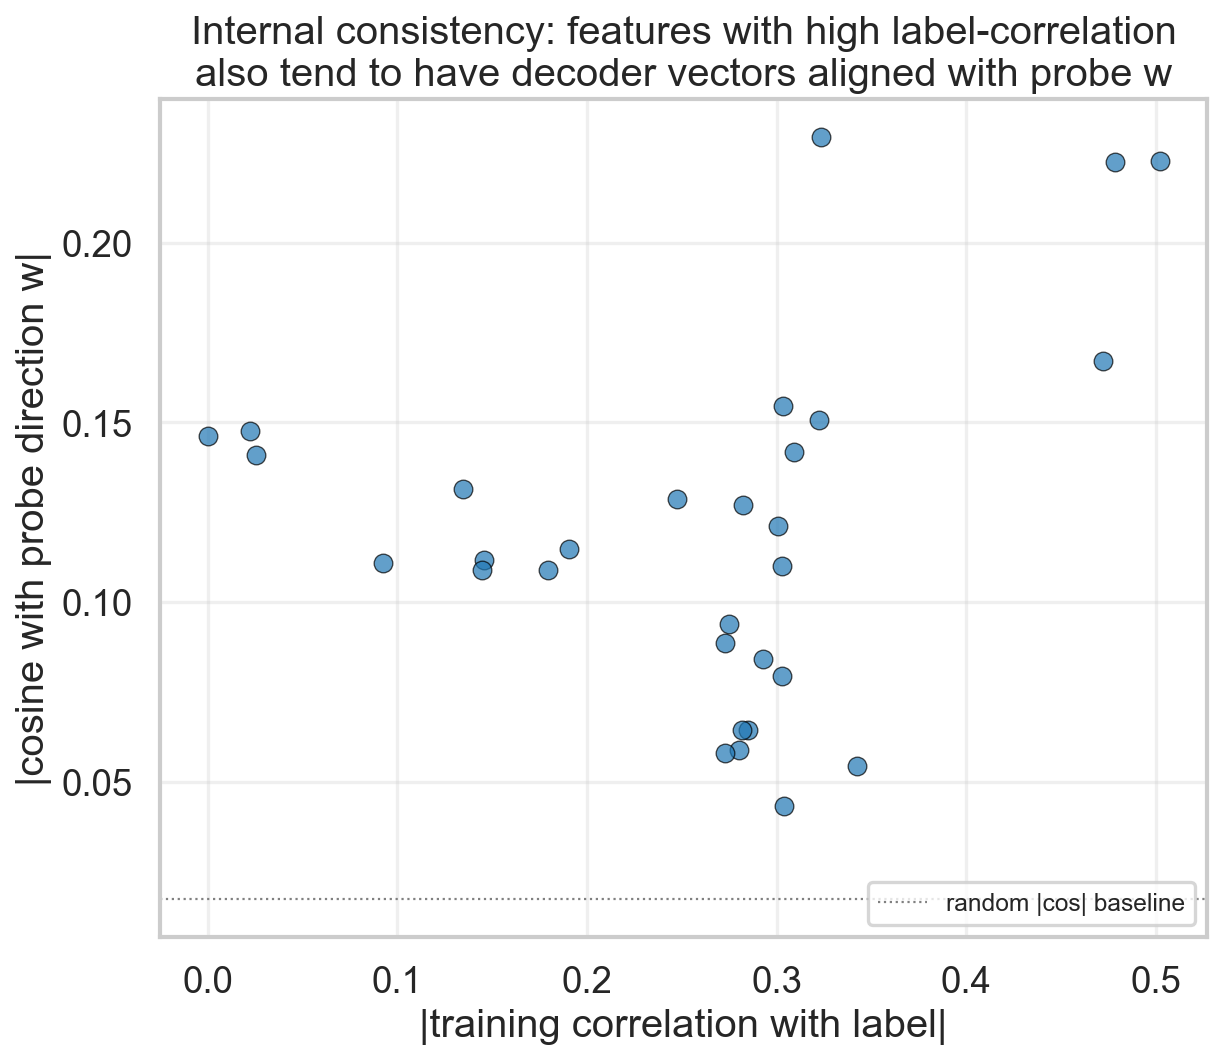 Internal consistency: features with high label-correlation
also tend to have decoder vectors aligned with probe w
|cosine with probe direction w|
0.20
0.15
0.10
0.05
random |cos| baseline
0.0 0.1 0.2 0.3 0.4 0.5
|training correlation with label|